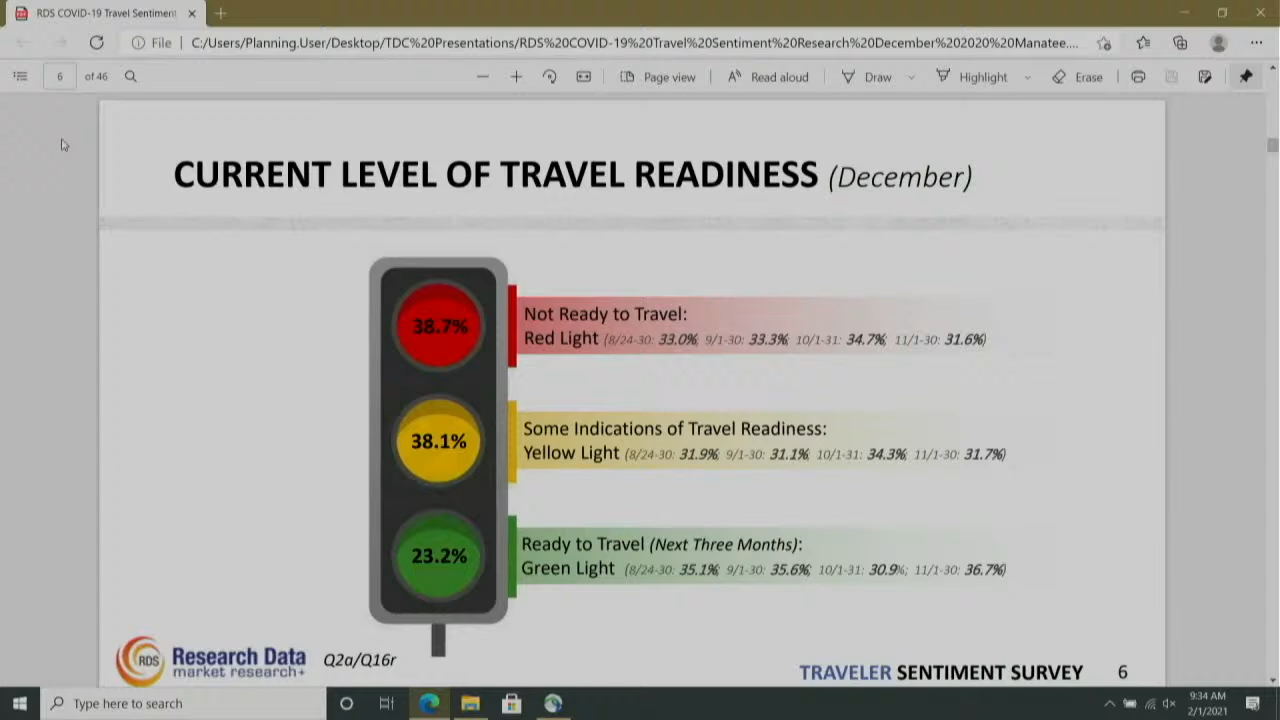 RDS COVID-19 Travel Sentiment
File
C:/Users/Planning.User/Desktop/TDC%20Presentations/RDS%20COVID-19%20Travel%20Sentiment%20Research%20December%202020%20Manatee....
6 of 46
Page view
Read aloud
Draw
Highlight
Erase
CURRENT LEVEL OF TRAVEL READINESS (December)
38.7%
Not Ready to Travel:
Red Light (8/24-30: 33.0%; 9/1-30: 33.3%; 10/1-31: 34.7%; 11/1-30: 31.6%)
38.1%
Some Indications of Travel Readiness:
Yellow Light (8/24-30: 31.9%; 9/1-30: 31.1%; 10/1-31: 34.3%; 11/1-30: 31.7%)
23.2%
Ready to Travel (Next Three Months):
Green Light (8/24-30: 35.1%; 9/1-30: 35.6%; 10/1-31: 30.9%; 11/1-30: 36.7%)
RDS
Research Data
market research+
Q2a/Q16r
TRAVELER SENTIMENT SURVEY 6
Type here to search
9:34 AM
2/1/2021